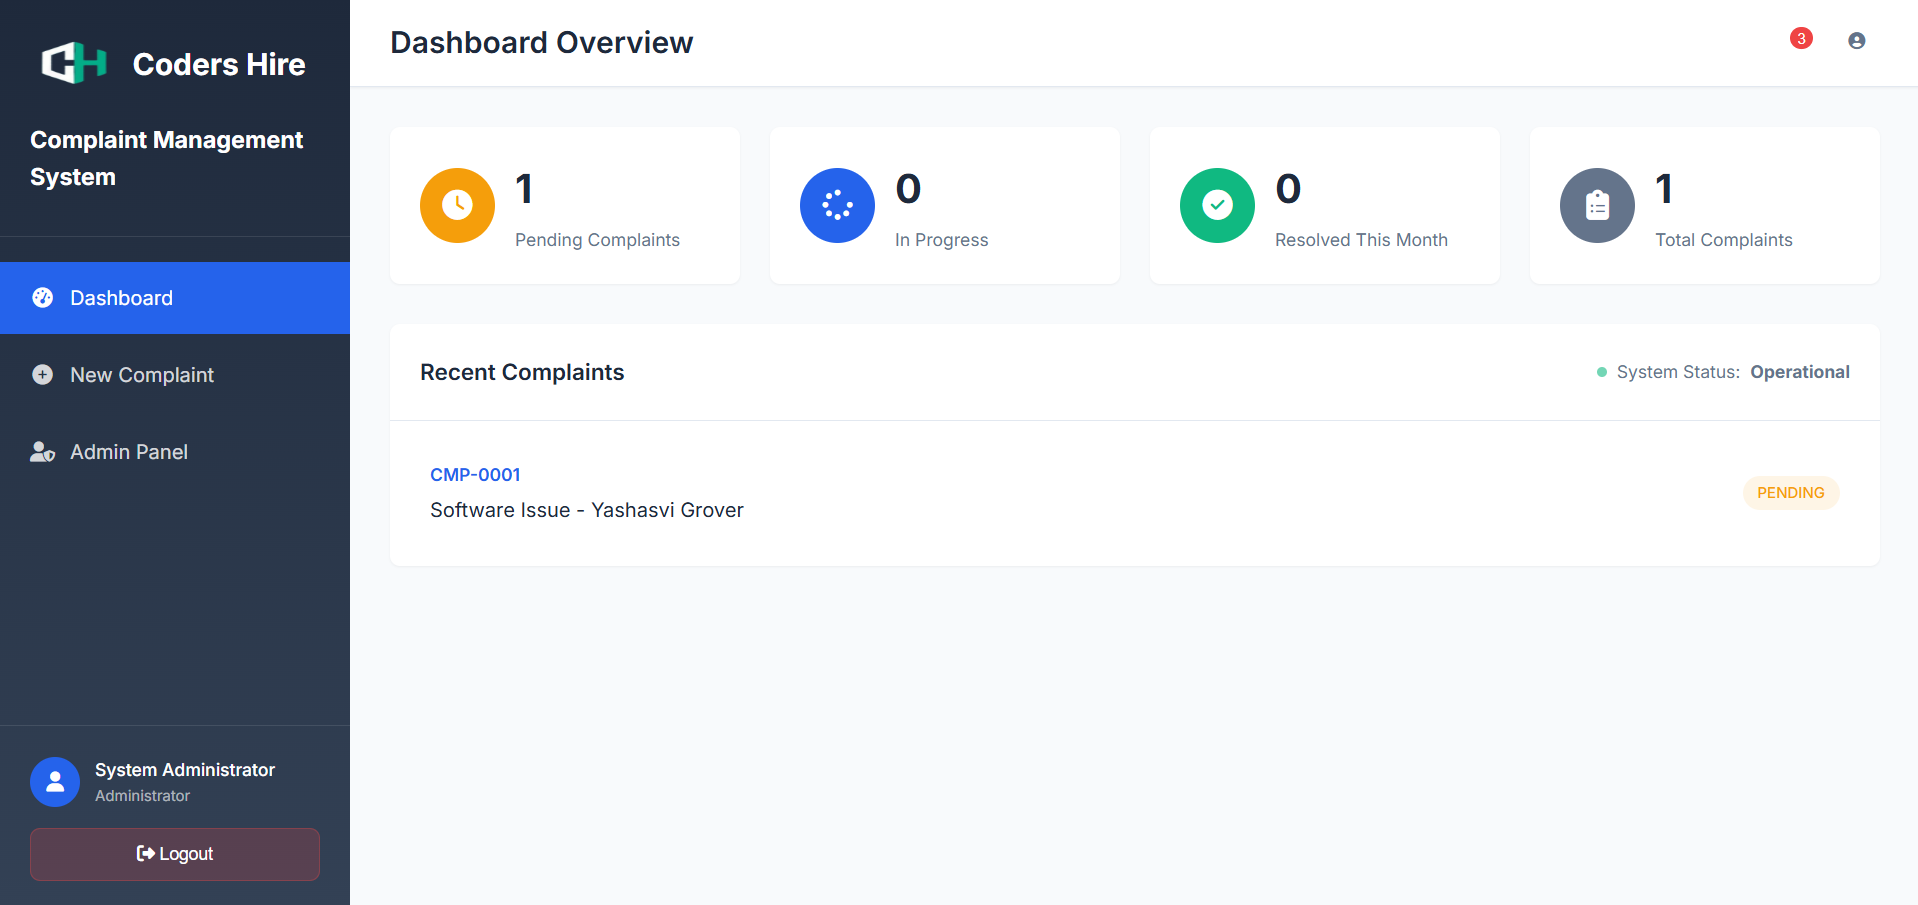 Coders Hire
Complaint Management
System
Dashboard
New Complaint
Admin Panel
System Administrator
Administrator
Logout
Dashboard Overview
3
1
Pending Complaints
0
In Progress
0
Resolved This Month
1
Total Complaints
Recent Complaints
System Status: Operational
CMP-0001
Software Issue - Yashasvi Grover
PENDING